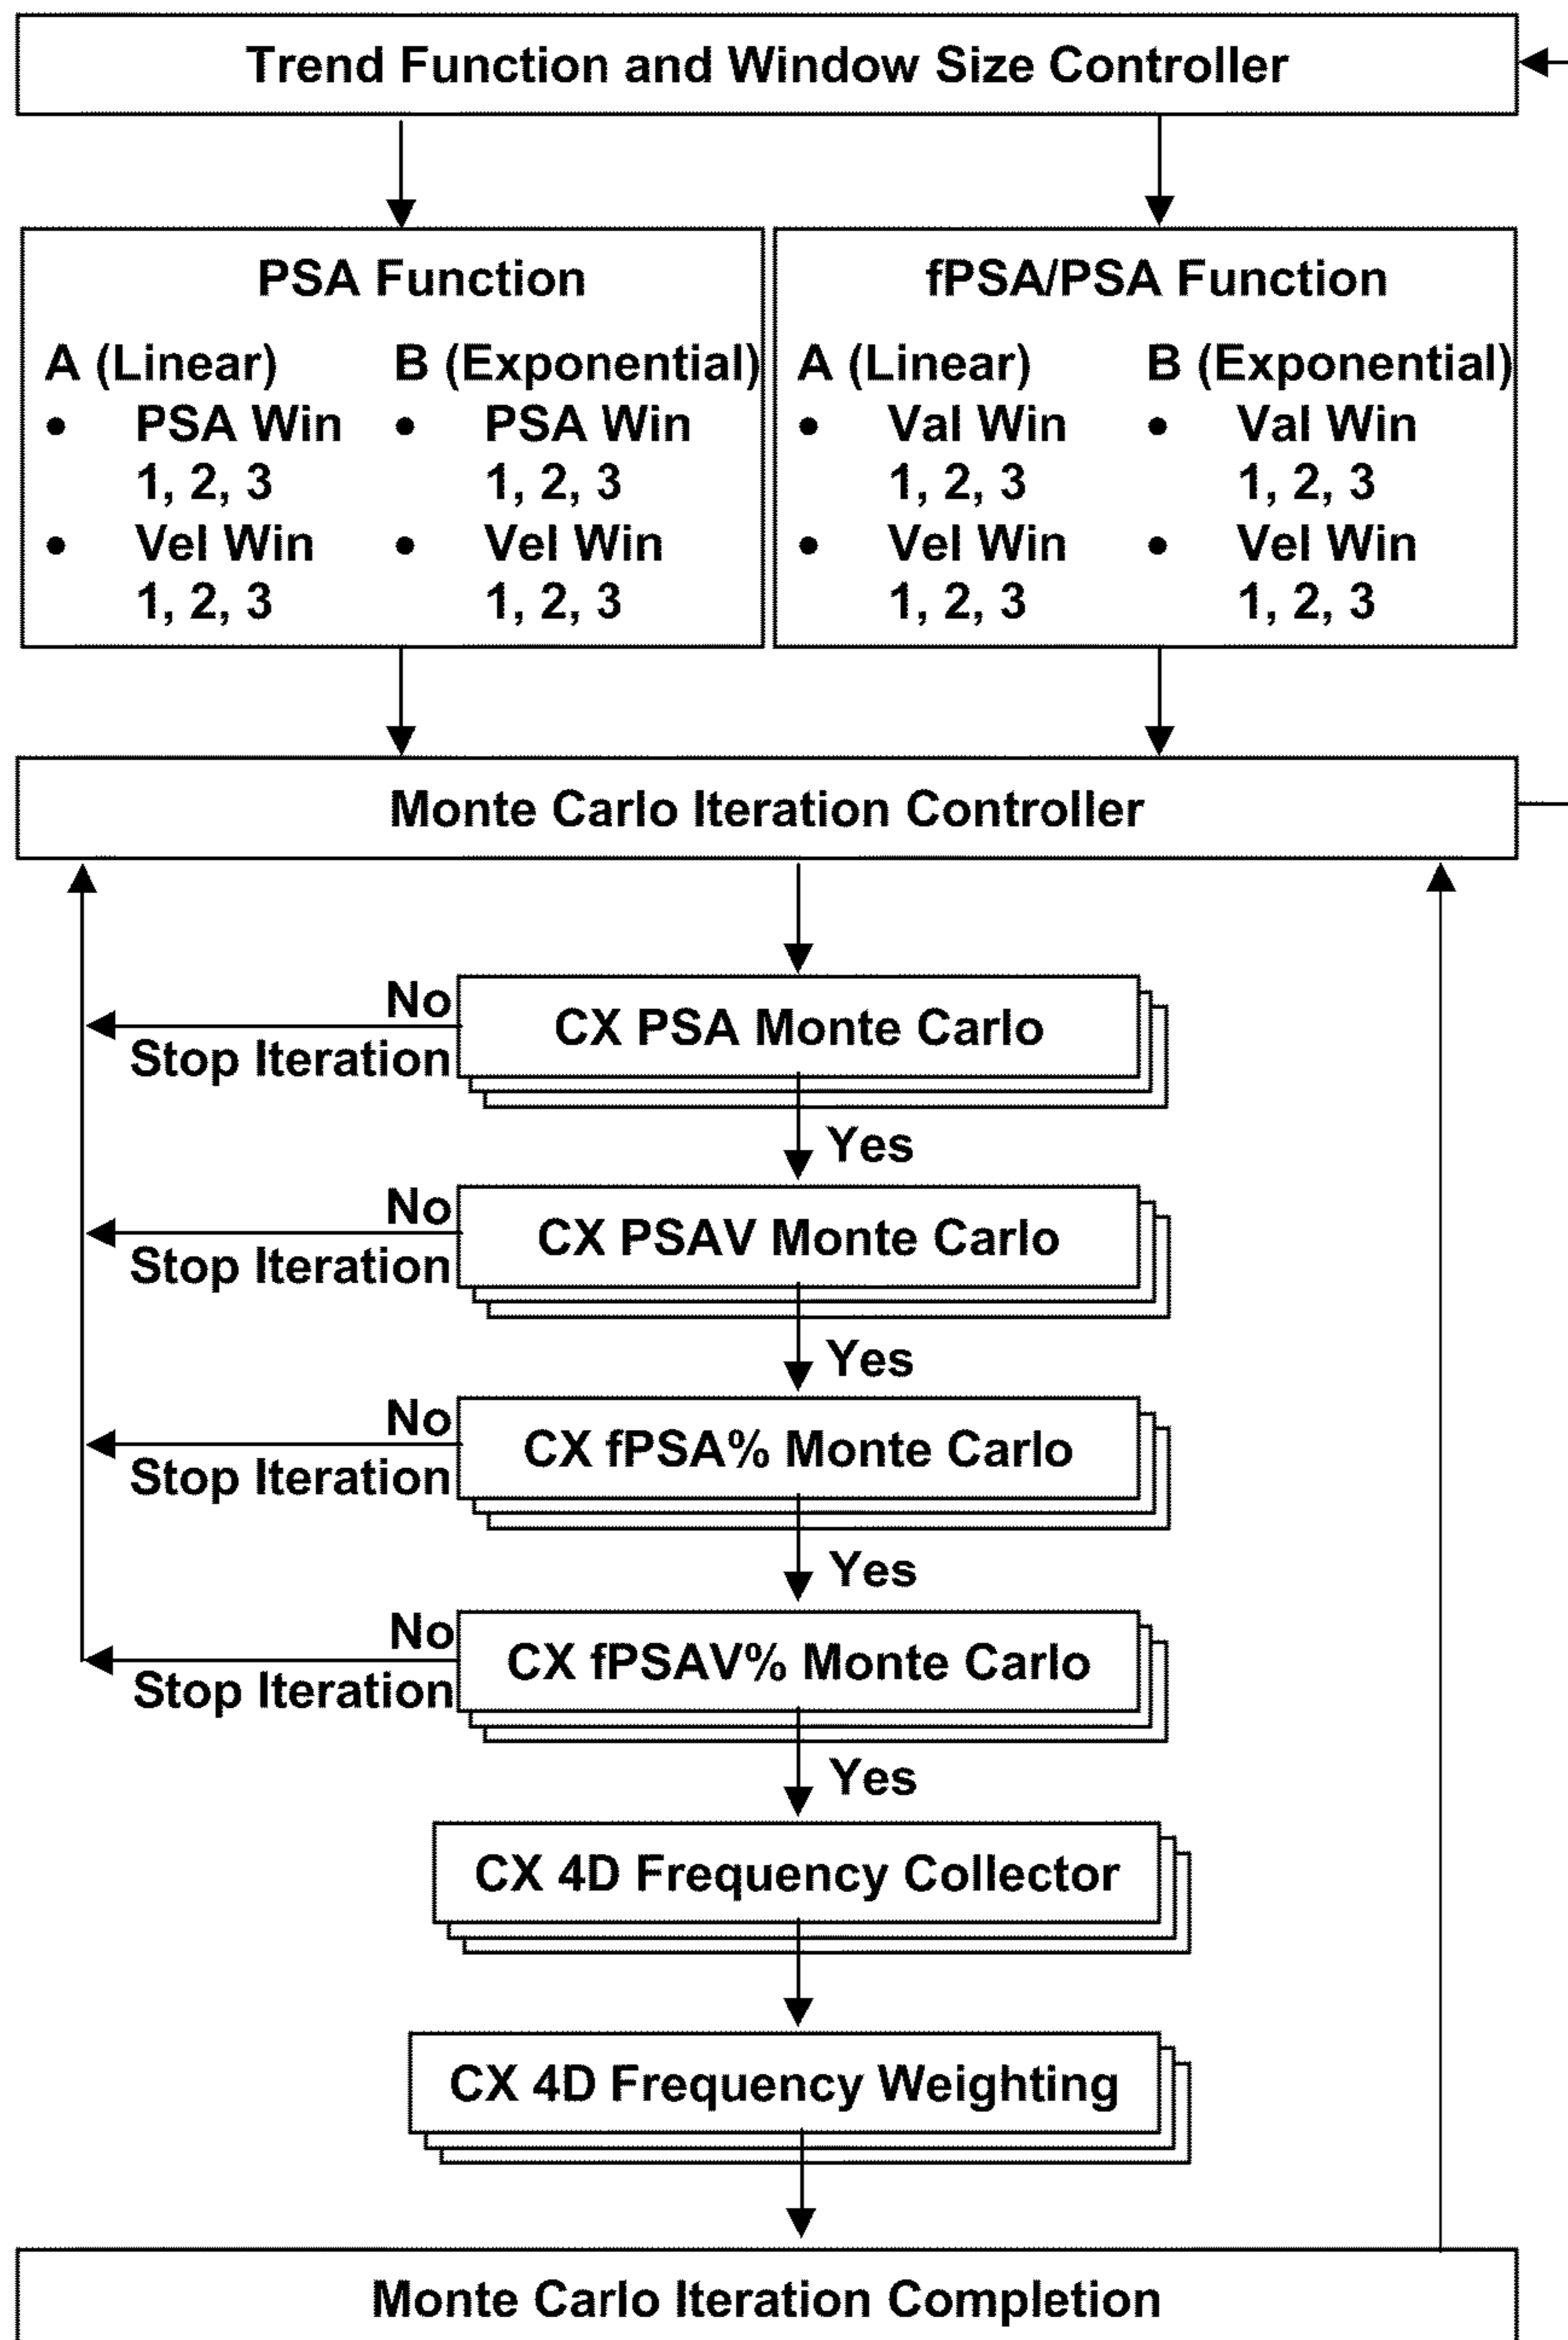 Trend Function and Window Size Controller
PSA Function
A (Linear)
• PSA Win
1, 2, 3
• Vel Win
1, 2, 3
B (Exponential)
• PSA Win
1, 2, 3
• Vel Win
1, 2, 3
fPSA/PSA Function
A (Linear)
• Val Win
1, 2, 3
• Vel Win
1, 2, 3
B (Exponential)
• Val Win
1, 2, 3
• Vel Win
1, 2, 3
Monte Carlo Iteration Controller
CX PSA Monte Carlo
No
Stop Iteration
Yes
CX PSAV Monte Carlo
No
Stop Iteration
Yes
CX fPSA% Monte Carlo
No
Stop Iteration
Yes
CX fPSAV% Monte Carlo
No
Stop Iteration
Yes
CX 4D Frequency Collector
CX 4D Frequency Weighting
Monte Carlo Iteration Completion